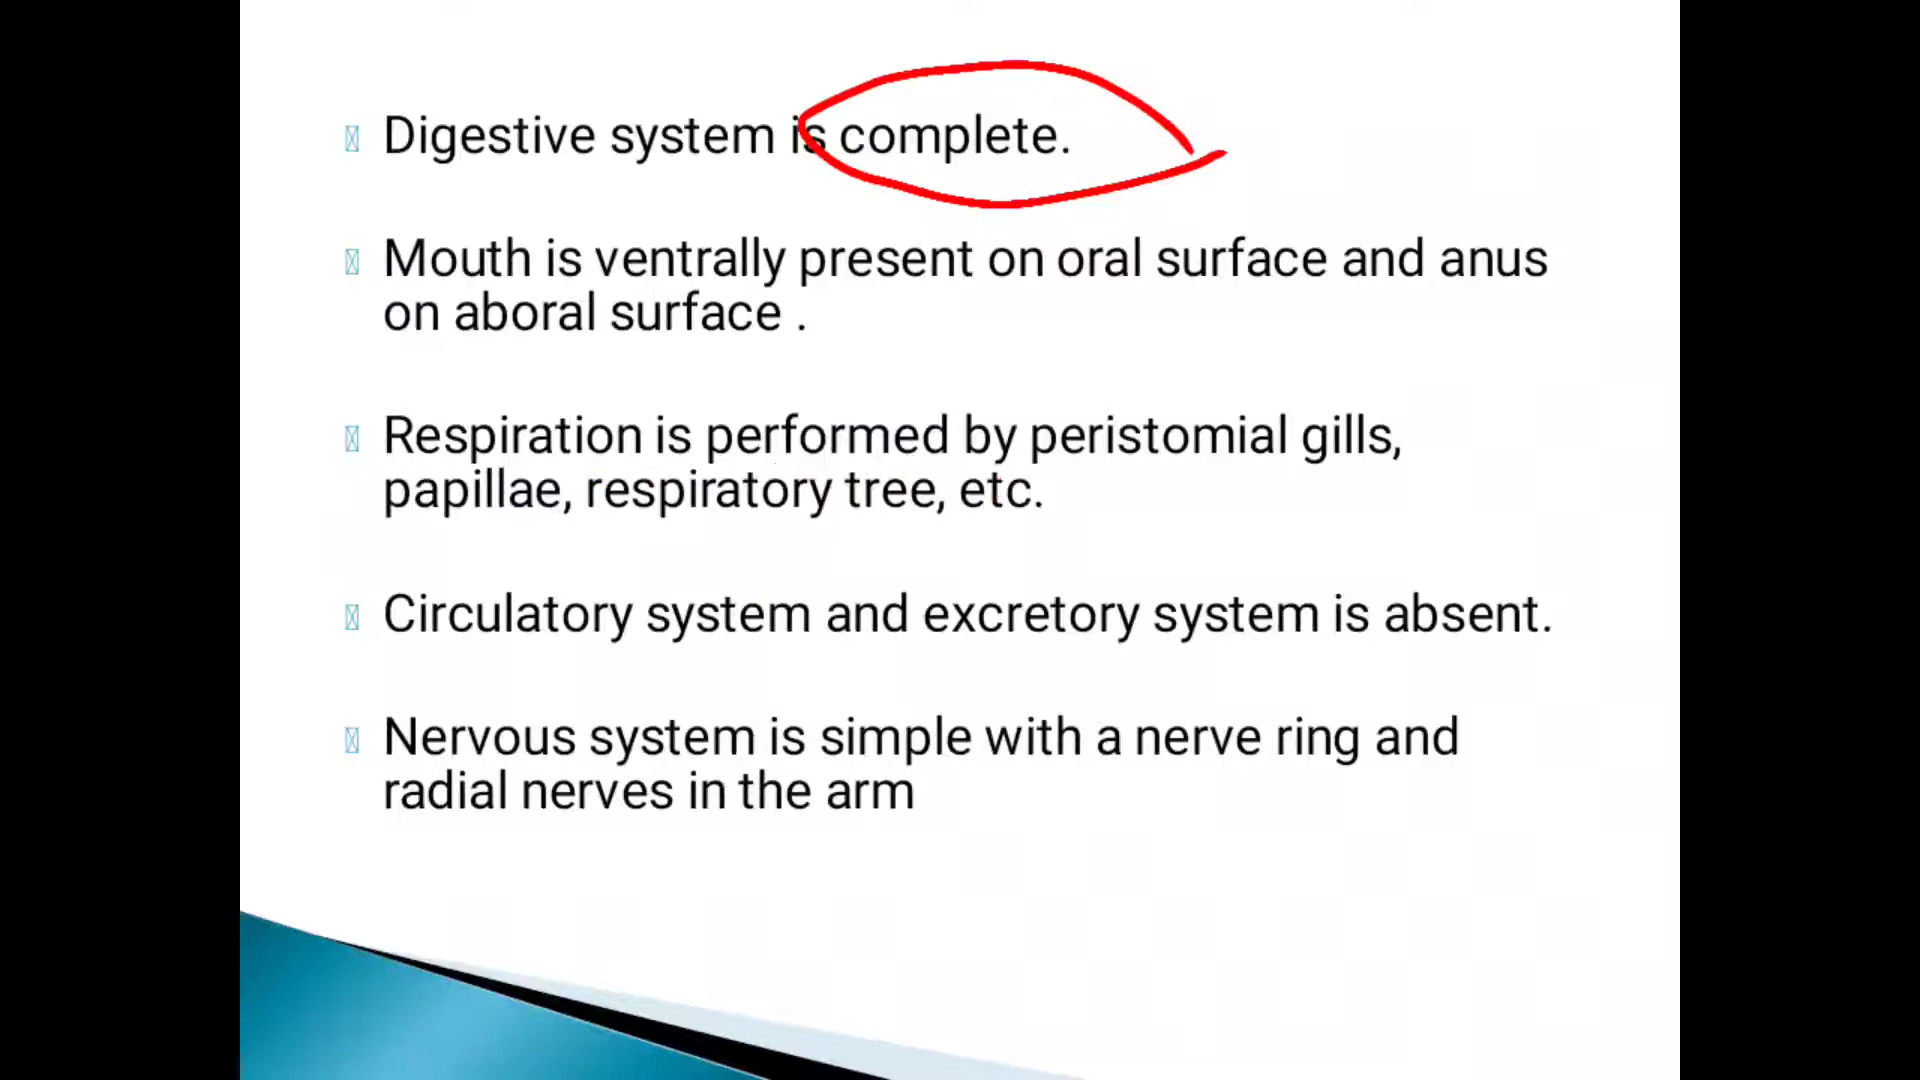 Digestive system is complete.
Mouth is ventrally present on oral surface and anus
on aboral surface .
Respiration is performed by peristomial gills,
papillae, respiratory tree, etc.
Circulatory system and excretory system is absent.
Nervous system is simple with a nerve ring and
radial nerves in the arm